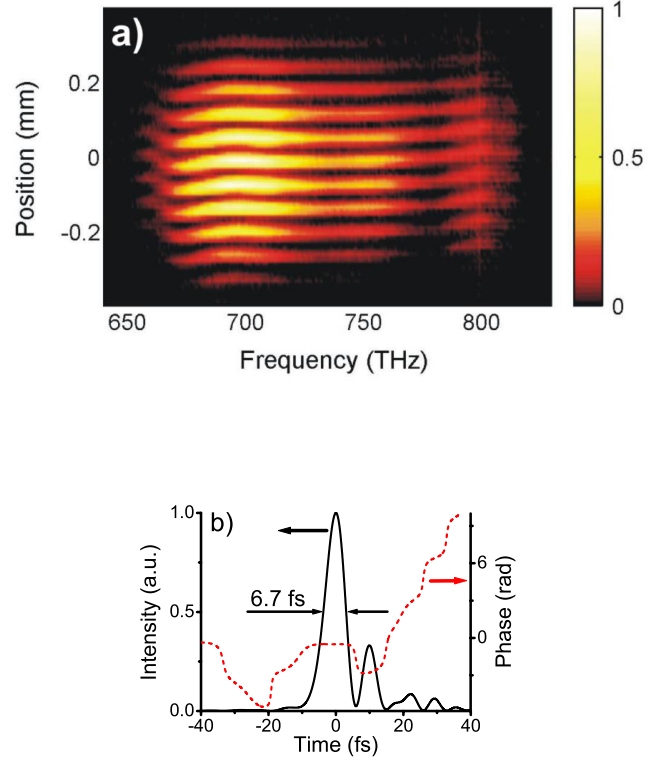 a)
1
0.2
0
-0.2
0.5
0
Position (mm)
650
700
750
800
Frequency (THz)
b)
1.0
0.5
0.0
6.7 fs
6
0
Intensity (a.u.)
Phase (rad)
-40
-20
0
20
40
Time (fs)